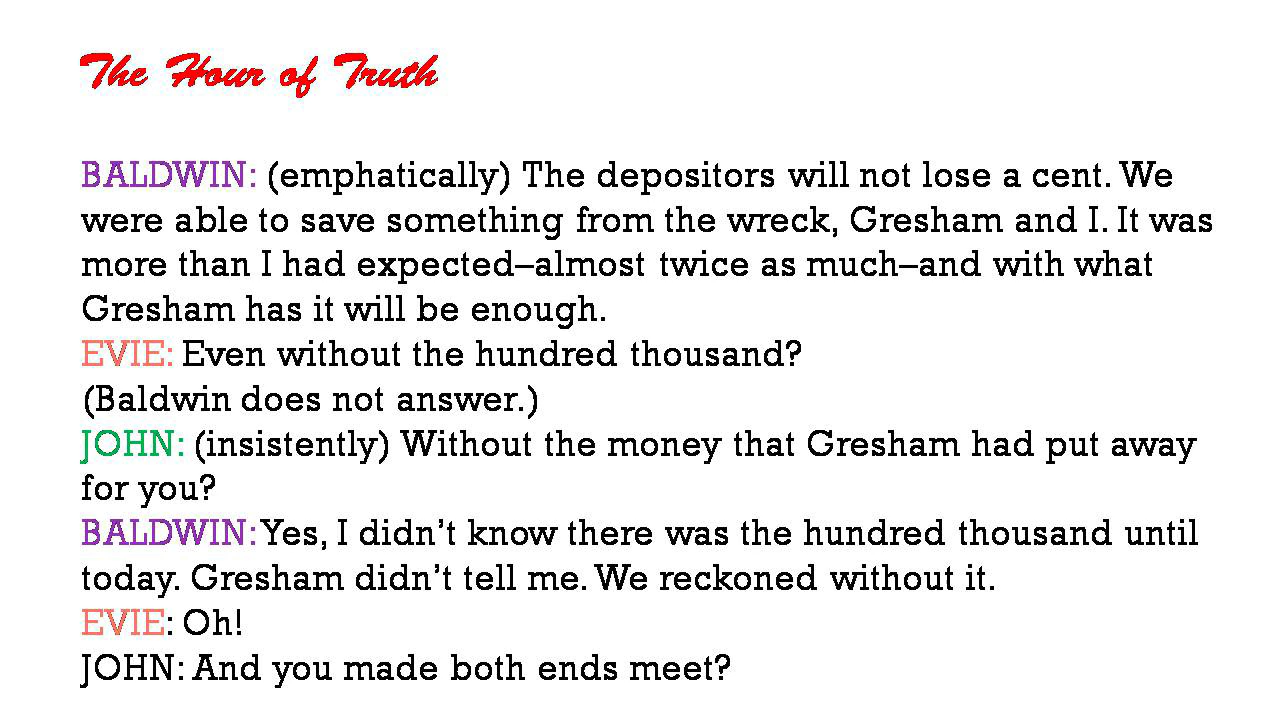 The Hour of Truth
BALDWIN: (emphatically) The depositors will not lose a cent. We
were able to save something from the wreck, Gresham and I. It was
more than I had expected–almost twice as much–and with what
Gresham has it will be enough.
EVIE: Even without the hundred thousand?
(Baldwin does not answer.)
JOHN: (insistently) Without the money that Gresham had put away
for you?
BALDWIN: Yes, I didn’t know there was the hundred thousand until
today. Gresham didn’t tell me. We reckoned without it.
EVIE: Oh!
JOHN: And you made both ends meet?